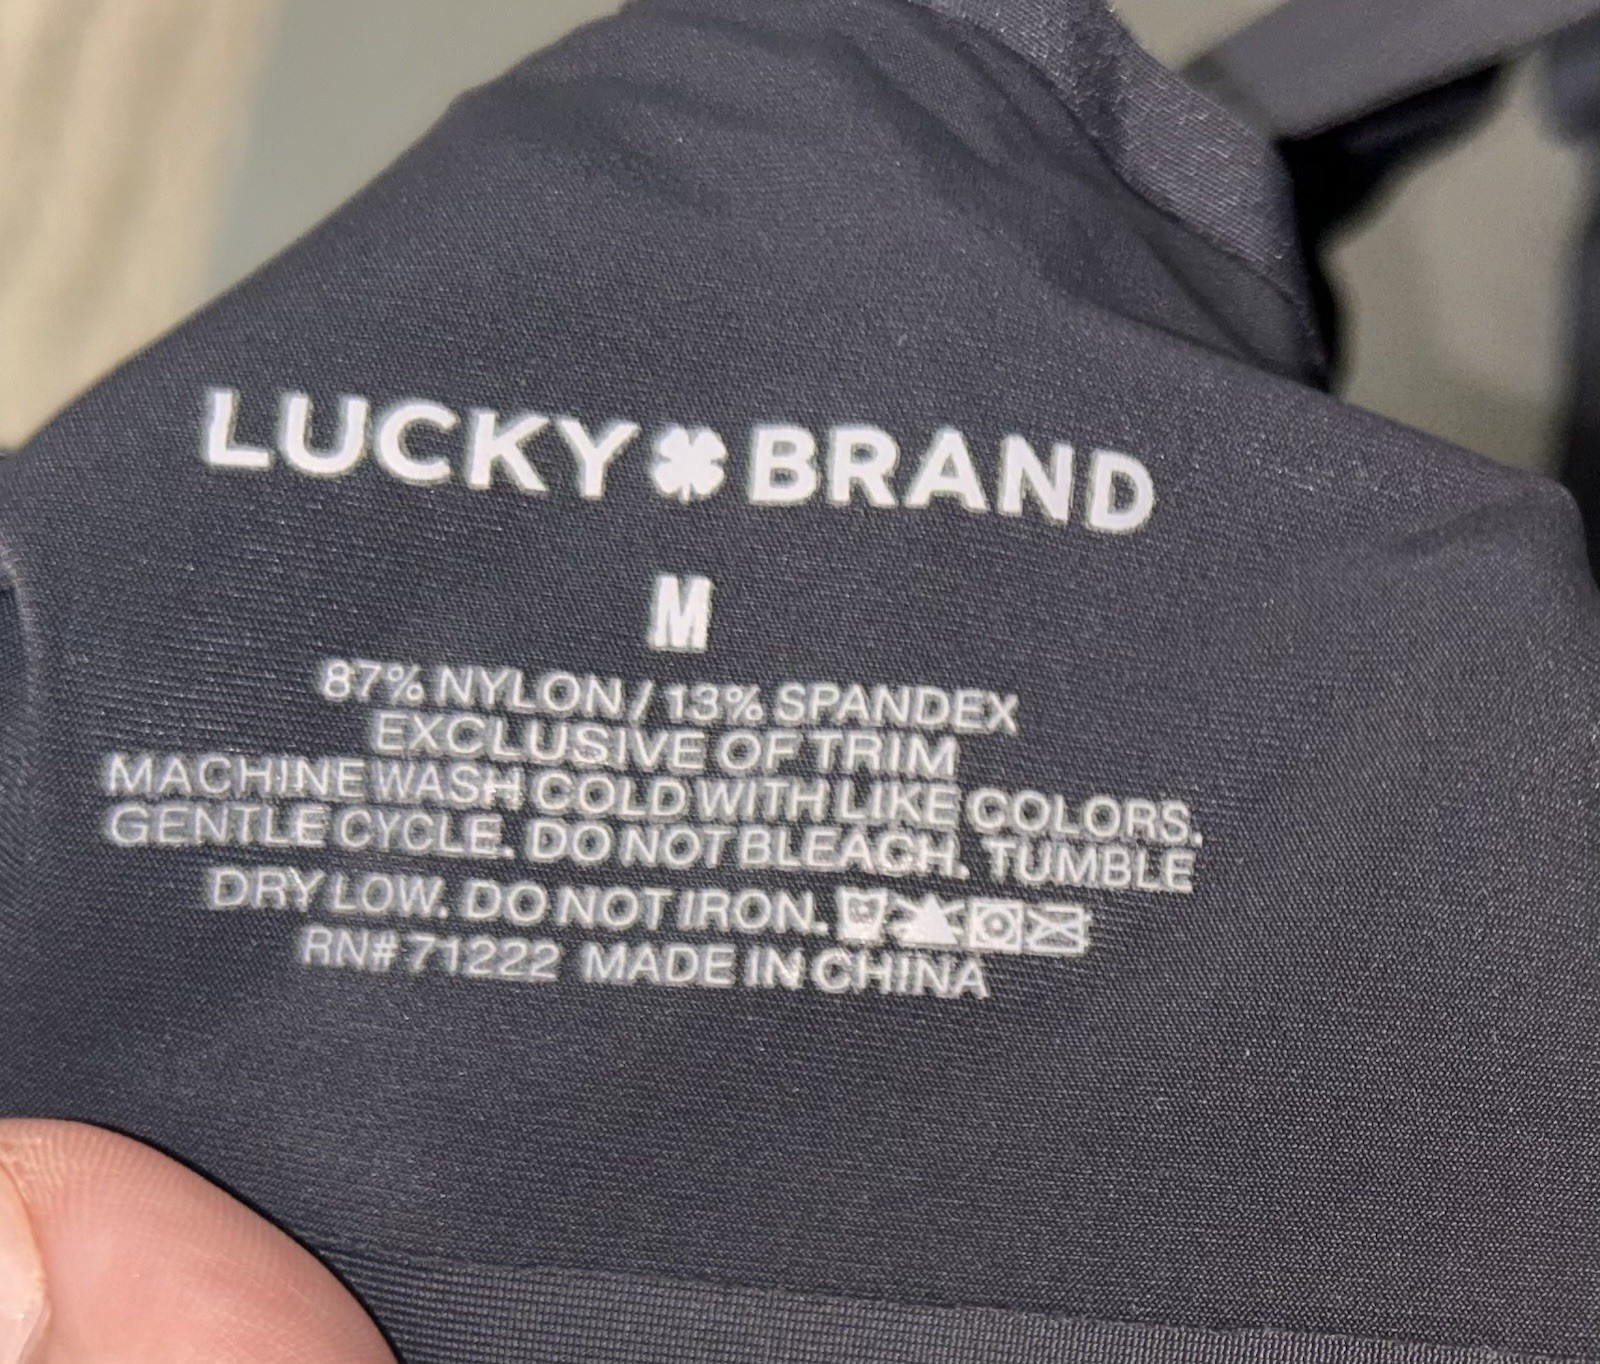 LUCKY BRAND
M
87% NYLON / 13% SPANDEX
EXCLUSIVE OF TRIM
MACHINE WASH COLD WITH LIKE COLORS.
GENTLE CYCLE. DO NOT BLEACH. TUMBLE
DRY LOW. DO NOT IRON.
RN# 71222 MADE IN CHINA